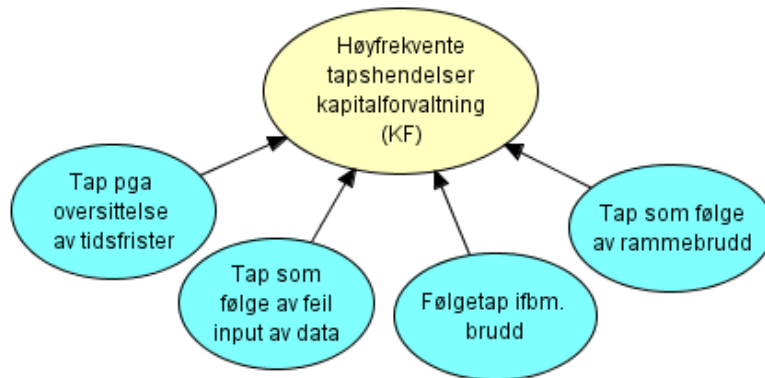 Høyfrekvente
tapshendelser
kapitalforvaltning
(KF)
Tap pga
oversittelse
av tidsfrister
Tap som
følge av feil
input av data
Følgetap ifbm.
brudd
Tap som følge
av rammebrudd